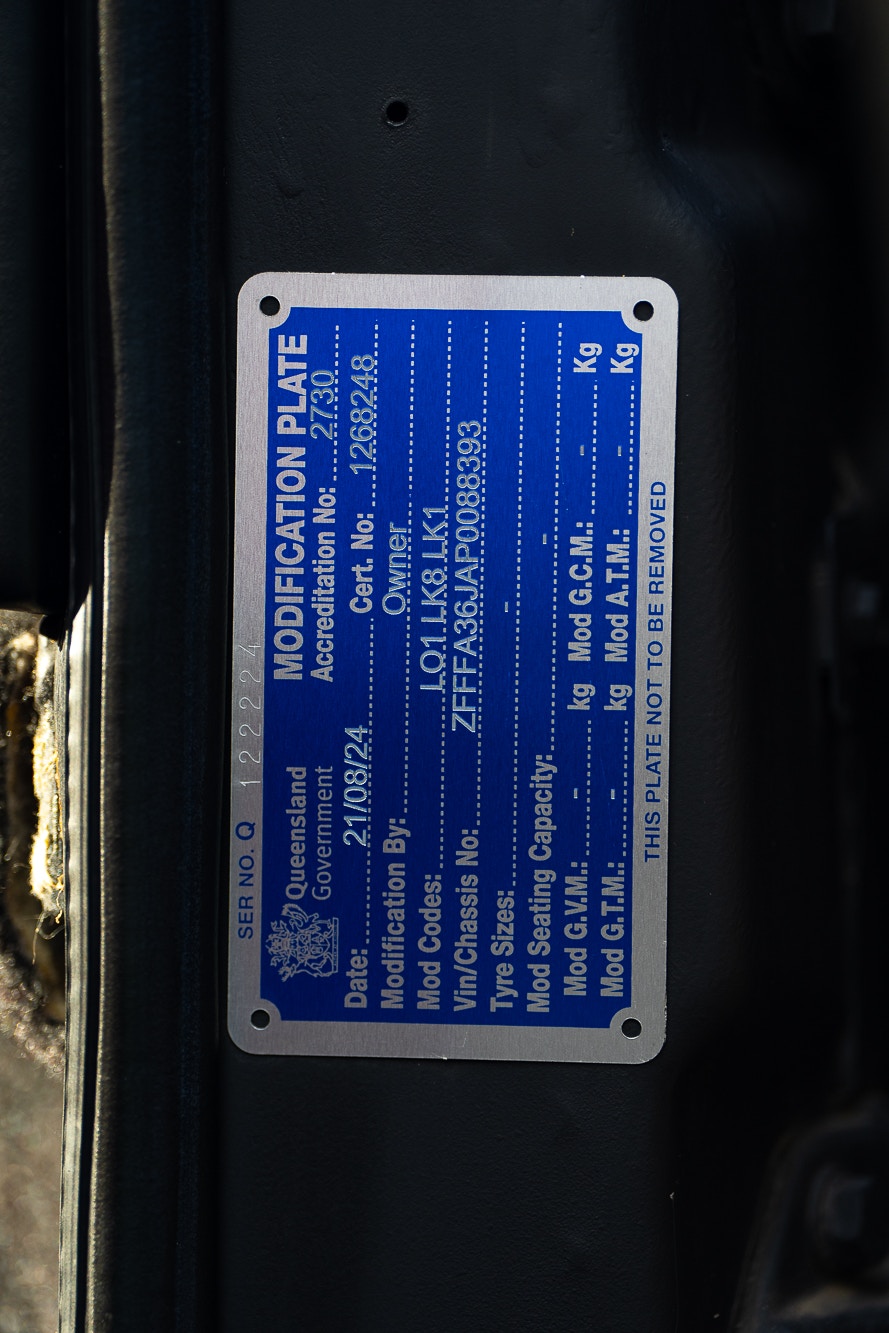 SER NO. Q 122224
Queensland
Government
MODIFICATION PLATE
Accreditation No: 2730
Date: 21/08/24 Cert. No: 1268248
Modification By: Owner
Mod Codes: LO1 LK8 LK1
Vin/Chassis No: ZFFFA36JAP0088393
Tyre Sizes: -
Mod Seating Capacity: -
Mod G.V.M.: - kg Mod G.C.M.: - Kg
Mod G.T.M.: - kg Mod A.T.M.: - Kg
THIS PLATE NOT TO BE REMOVED